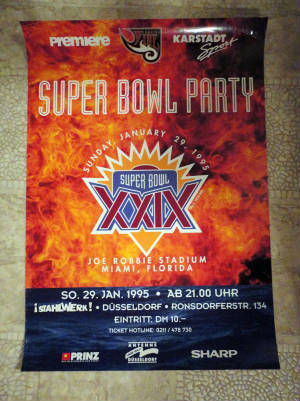 PREMIERE
KARSTADT
Sport
SUPER BOWL PARTY
SUNDAY, JANUARY 29, 1995
SUPER BOWL
XXIX
JOE ROBBIE STADIUM
MIAMI, FLORIDA
SO. 29. JAN. 1995 • AB 21.00 UHR
¡STAHLWERK! • DÜSSELDORF • RONSDORFERSTR. 134
EINTRITT: DM 10.–
TICKET HOTLINE: 0211 / 478 730
PRINZ
ANTENNE
DÜSSELDORF
SHARP